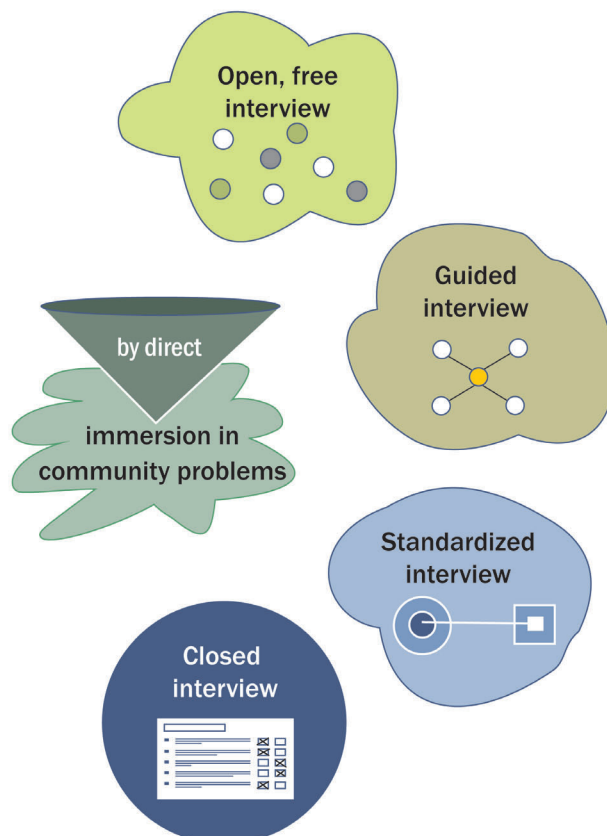 Open, free
interview
Guided
interview
by direct
immersion in
community problems
Standardized
interview
Closed
interview